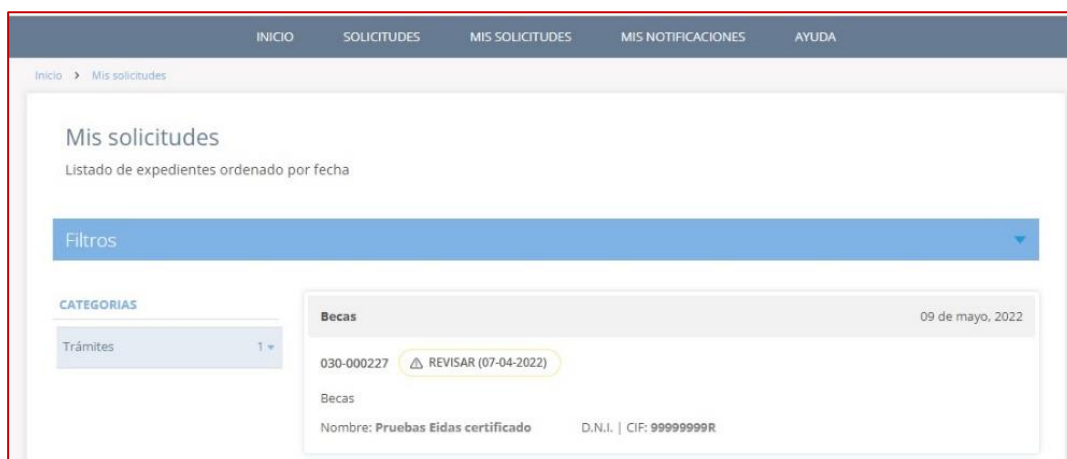 INICIO SOLICITUDES MIS SOLICITUDES MIS NOTIFICACIONES AYUDA
Inicio > Mis solicitudes
Mis solicitudes
Listado de expedientes ordenado por fecha
Filtros
CATEGORIAS
Trámites 1
Becas 09 de mayo, 2022
030-000227 REVISAR (07-04-2022)
Becas
Nombre: Pruebas Eidas certificado D.N.I. | CIF: 99999999R